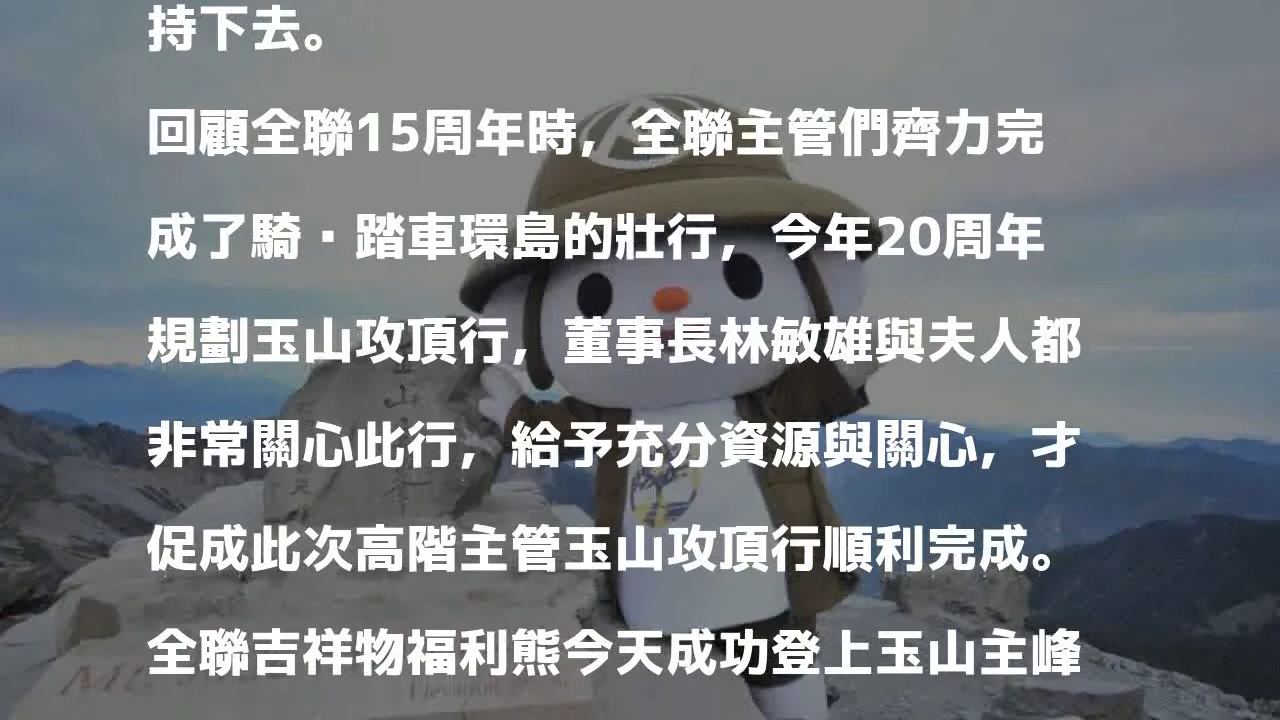 持下去。
回顧全聯15周年時，全聯主管們齊力完
成了騎·踏車環島的壯行，今年20周年
規劃玉山攻頂行，董事長林敏雄與夫人都
非常關心此行，給予充分資源與關心，才
促成此次高階主管玉山攻頂行順利完成。
全聯吉祥物福利熊今天成功登上玉山主峰